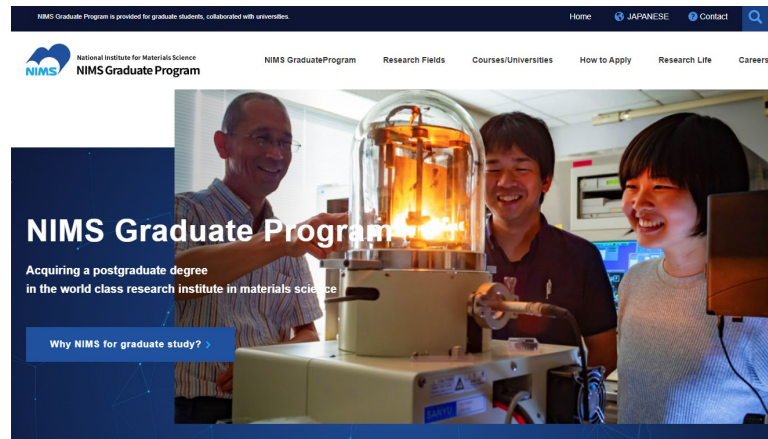 NIMS Graduate Program is provided for graduate students, collaborated with universities.
Home JAPANESE Contact
National Institute for Materials Science
NIMS NIMS Graduate Program
NIMS GraduateProgram Research Fields Courses/Universities How to Apply Research Life Careers
NIMS Graduate Program
Acquiring a postgraduate degree
in the world class research institute in materials science
Why NIMS for graduate study? >
SANYU